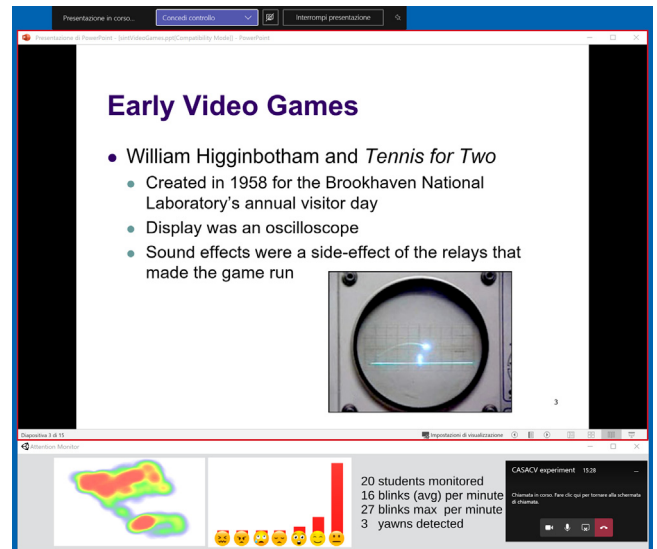 Presentazione in corso...
Concedi controllo
Interrompi presentazione
Presentazione di PowerPoint - [IintVideoGames.ppt[Compatibility Mode]] - PowerPoint
Early Video Games
William Higginbotham and Tennis for Two
Created in 1958 for the Brookhaven National
Laboratory's annual visitor day
Display was an oscilloscope
Sound effects were a side-effect of the relays that
made the game run
3
Diapositiva 3 di 15
Impostazioni di visualizzazione
Attention Monitor
20 students monitored
16 blinks (avg) per minute
27 blinks max per minute
3 yawns detected
CASACV experiment 15:28
Chiamata in corso. Fare clic qui per tornare alla schermata
di chiamata.